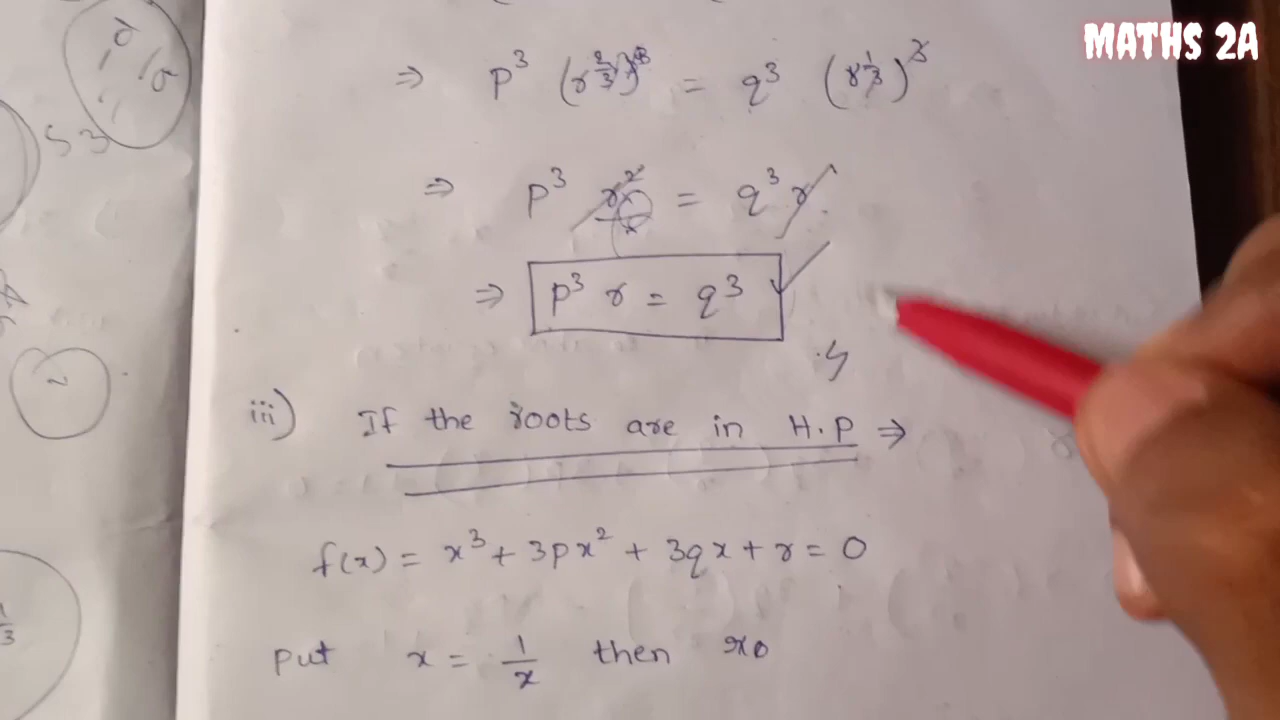 MATHS 2A
⇒ p³ (r^{2/3})³ = q³ (r^{1/3})³
⇒ p³ r² = q³ r
⇒ p³ r = q³
iii) If the roots are in H.P ⇒
f(x) = x³ + 3px² + 3qx + r = 0
put x = 1/x then